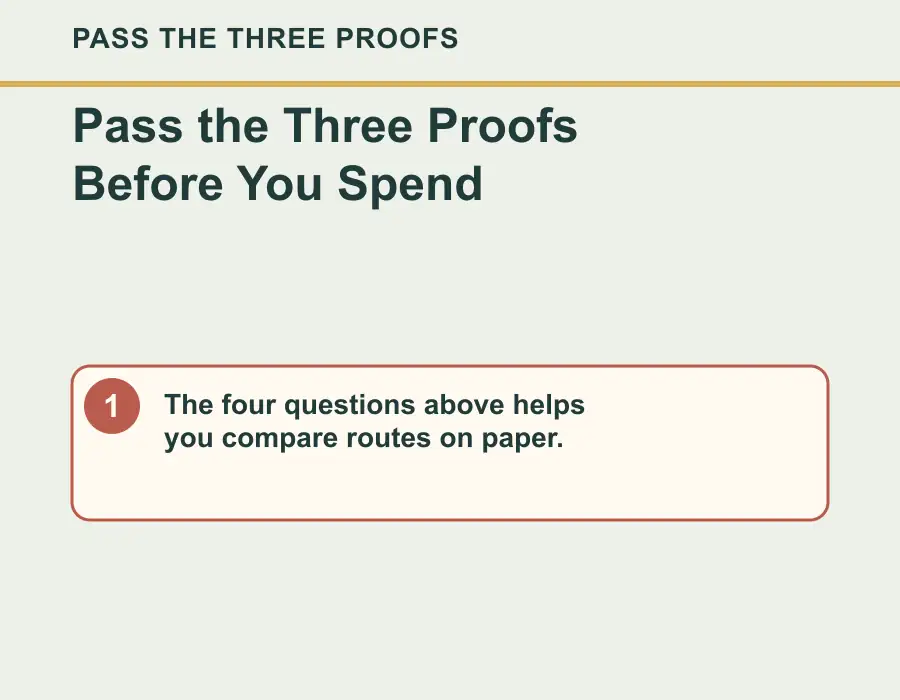 PASS THE THREE PROOFS
Pass the Three Proofs
Before You Spend
1
The four questions above helps
you compare routes on paper.